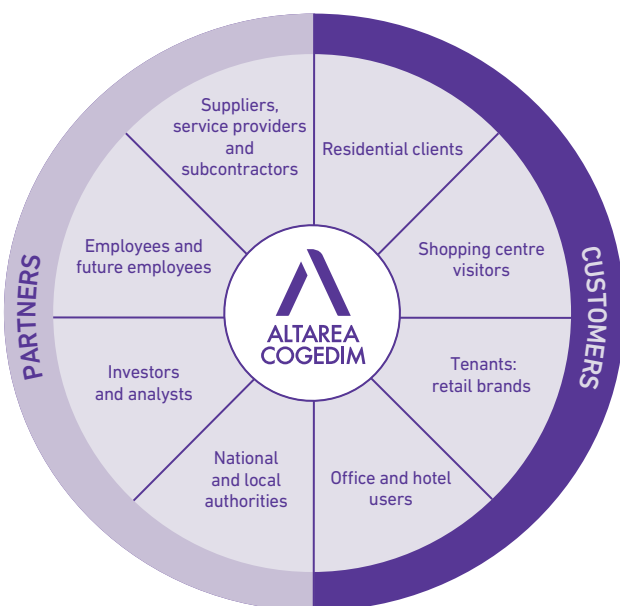 Suppliers,
service providers
and
subcontractors
Residential clients
Employees and
future employees
Shopping centre
visitors
PARTNERS
ALTAREA
COGEDIM
CUSTOMERS
Investors
and analysts
Tenants:
retail brands
National
and local
authorities
Office and hotel
users